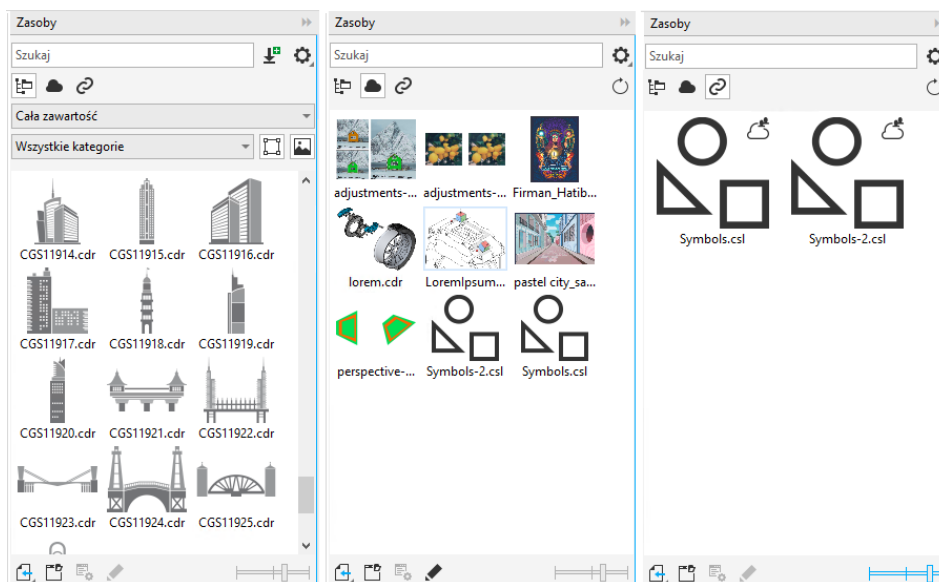 Zasoby
Szukaj
Cała zawartość
Wszystkie kategorie
CGS11914.cdr CGS11915.cdr CGS11916.cdr
CGS11917.cdr CGS11918.cdr CGS11919.cdr
CGS11920.cdr CGS11921.cdr CGS11922.cdr
CGS11923.cdr CGS11924.cdr CGS11925.cdr
Zasoby
Szukaj
adjustments-... adjustments-... Firman_Hatib...
lorem.cdr LoremIpsum... pastel city_sa...
perspective-... Symbols-2.csl Symbols.csl
Zasoby
Szukaj
Symbols.csl Symbols-2.csl